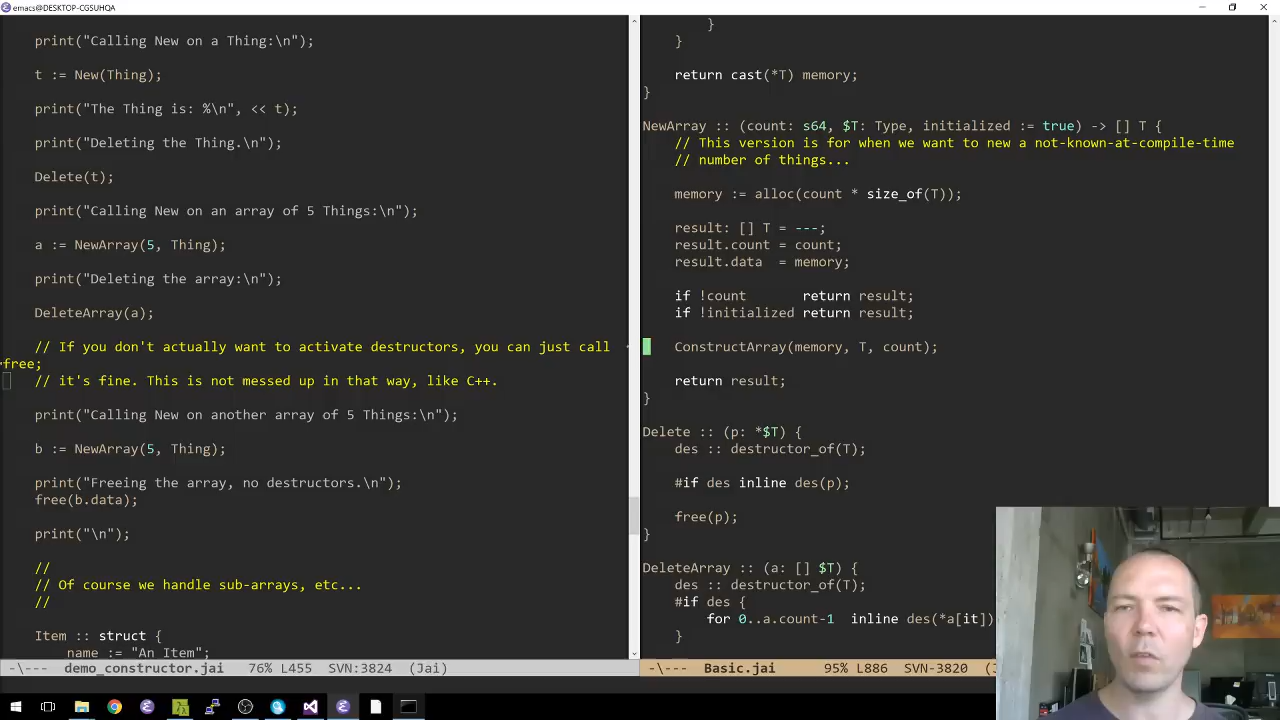 emacs@DESKTOP-CGSUHQA
print("Calling New on a Thing:\n");
t := New(Thing);
print("The Thing is: %\n", << t);
print("Deleting the Thing.\n");
Delete(t);
print("Calling New on an array of 5 Things:\n");
a := NewArray(5, Thing);
print("Deleting the array:\n");
DeleteArray(a);
// If you don't actually want to activate destructors, you can just call
free;
// it's fine. This is not messed up in that way, like C++.
print("Calling New on another array of 5 Things:\n");
b := NewArray(5, Thing);
print("Freeing the array, no destructors.\n");
free(b.data);
print("\n");
//
// Of course we handle sub-arrays, etc...
//
Item :: struct {
name := "An Item";
-\--- demo_constructor.jai 76% L455 SVN:3824 (Jai)
}
}
return cast(*T) memory;
}
NewArray :: (count: s64, $T: Type, initialized := true) -> [] T {
// This version is for when we want to new a not-known-at-compile-time
// number of things...
memory := alloc(count * size_of(T));
result: [] T = ---;
result.count = count;
result.data = memory;
if !count return result;
if !initialized return result;
ConstructArray(memory, T, count);
return result;
}
Delete :: (p: *$T) {
des :: destructor_of(T);
#if des inline des(p);
free(p);
}
DeleteArray :: (a: [] $T) {
des :: destructor_of(T);
#if des {
for 0..a.count-1 inline des(*a[it])
}
-\--- Basic.jai 95% L886 SVN-3820